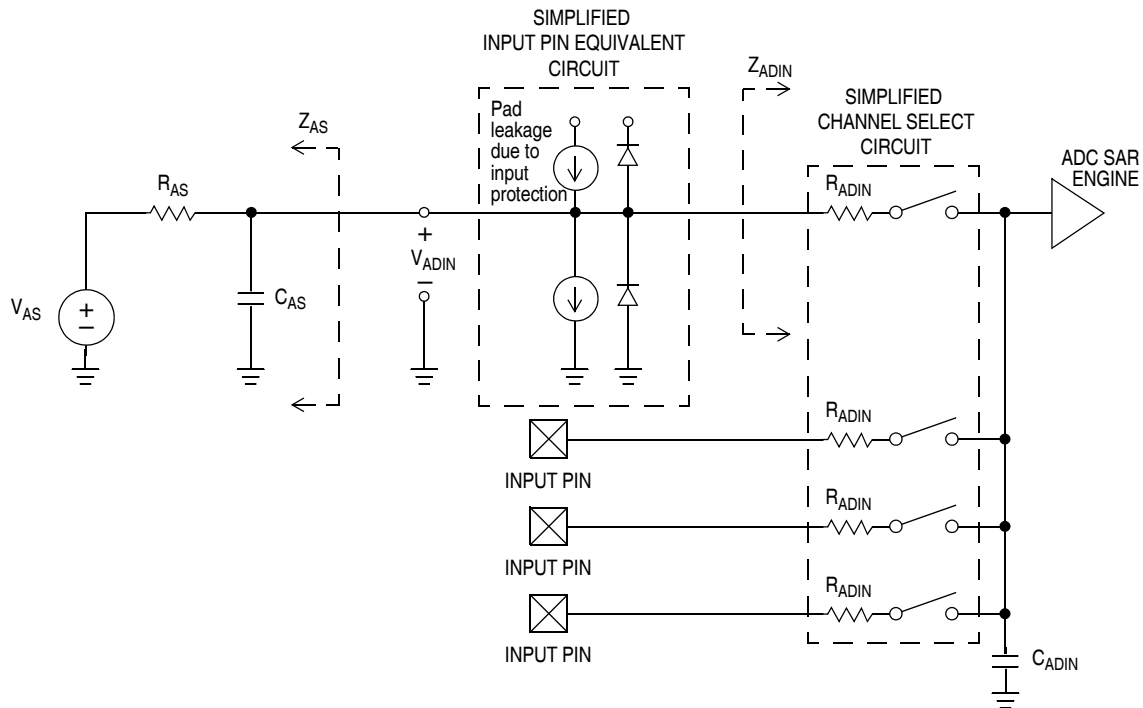 SIMPLIFIED
INPUT PIN EQUIVALENT
CIRCUIT
Z_ADIN
SIMPLIFIED
CHANNEL SELECT
CIRCUIT
Pad
leakage
due to
input
protection
Z_AS
ADC SAR
ENGINE
R_AS
R_ADIN
+
V_ADIN
–
V_AS
+
–
C_AS
R_ADIN
INPUT PIN
R_ADIN
INPUT PIN
R_ADIN
INPUT PIN
C_ADIN